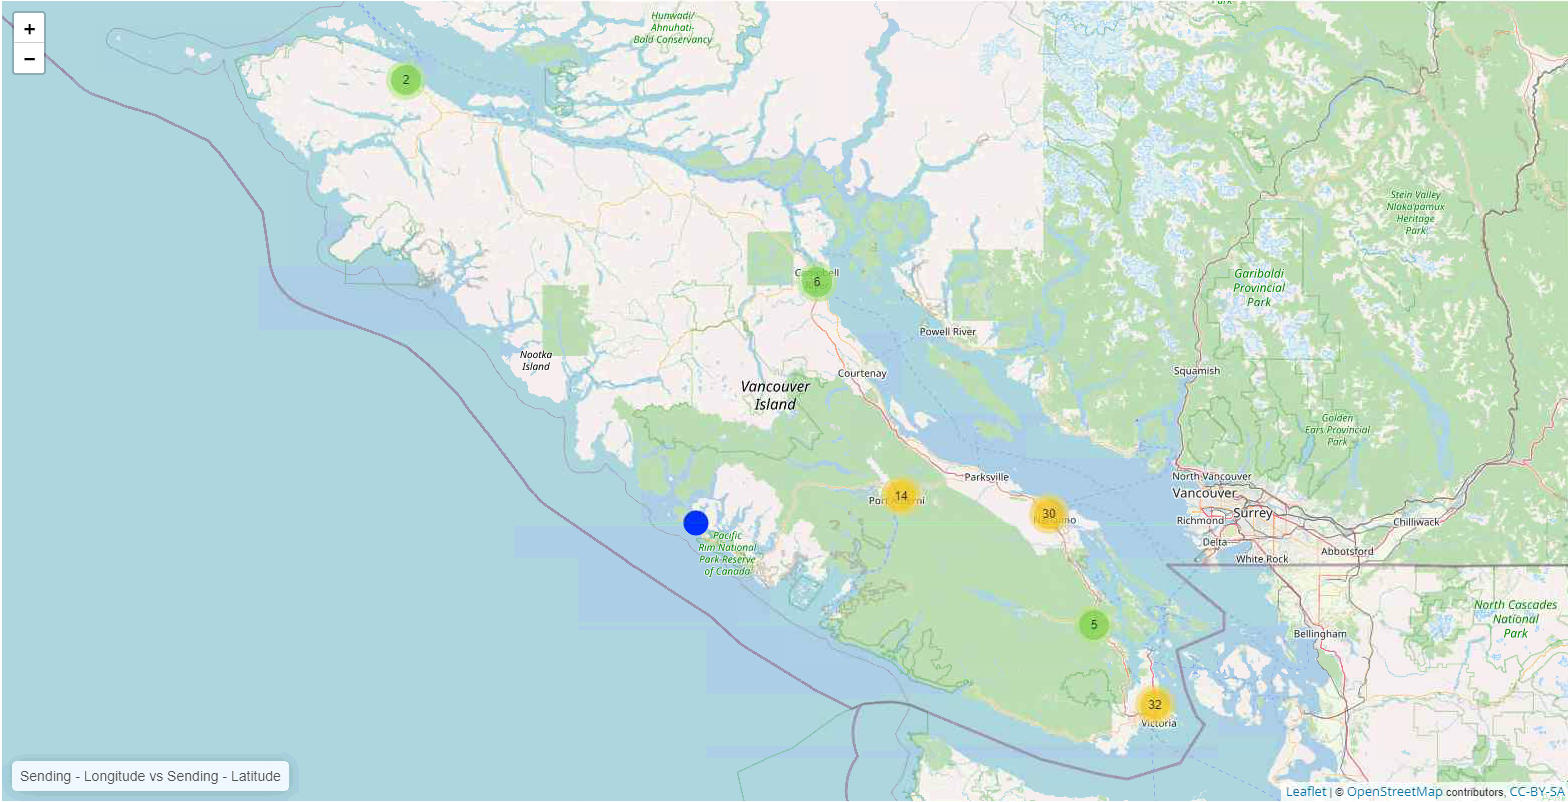 Park
Hunwadi/
Ahnuhati-
Bald Conservancy
+
−
2
Stein Valley
Nlaka'pamux
Heritage
Park
Garibaldi
Provincial
Park
Campbell
6
Powell River
Nootka
Island
Squamish
Courtenay
Vancouver
Island
Golden
Ears Provincial
Park
Parksville
North Vancouver
Vancouver
14
Port Alberni
30
Nanaimo
Surrey
Richmond
Chilliwack
Delta
Abbotsford
White Rock
Pacific
Rim National
Park Reserve
of Canada
North Cascades
National
Park
5
Bellingham
32
Victoria
Sending - Longitude vs Sending - Latitude
Leaflet | © OpenStreetMap contributors, CC-BY-SA